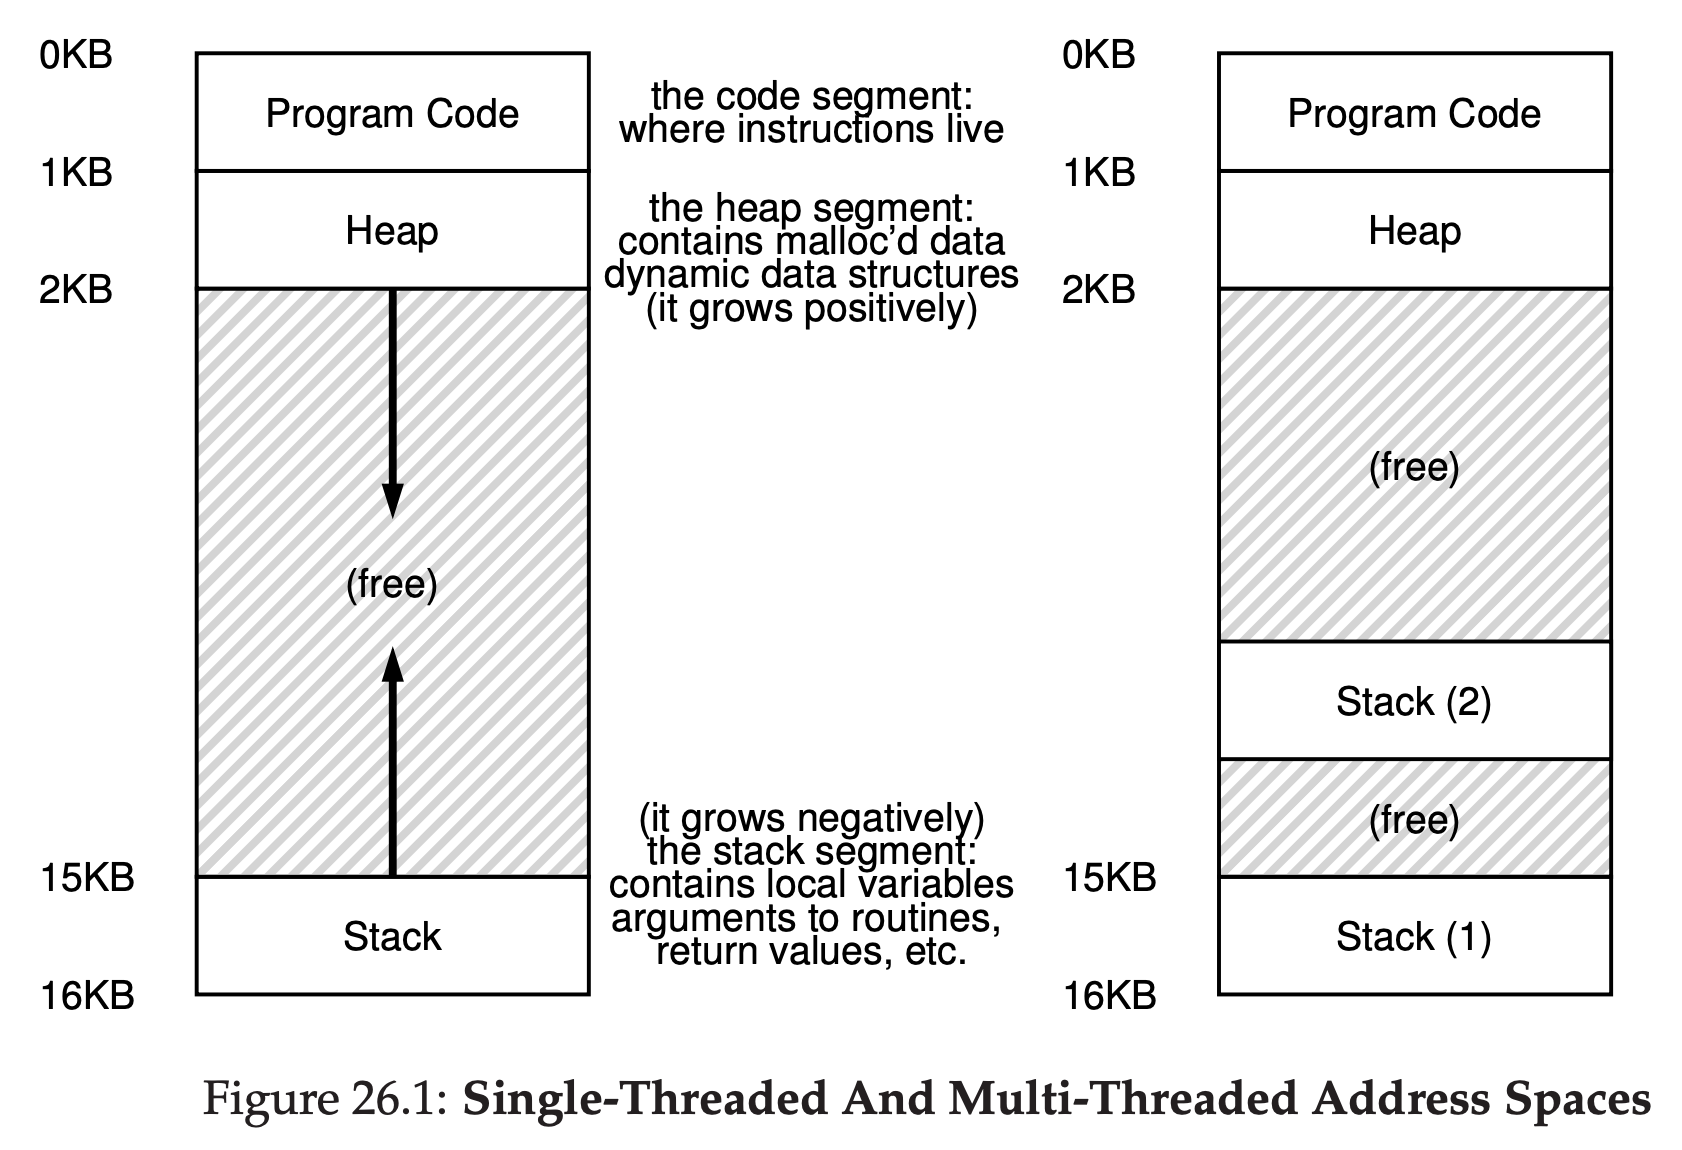 0KB
Program Code
1KB
Heap
2KB
(free)
15KB
Stack
16KB
the code segment:
where instructions live
the heap segment:
contains malloc’d data
dynamic data structures
(it grows positively)
(it grows negatively)
the stack segment:
contains local variables
arguments to routines,
return values, etc.
0KB
Program Code
1KB
Heap
2KB
(free)
Stack (2)
(free)
15KB
Stack (1)
16KB
Figure 26.1: Single-Threaded And Multi-Threaded Address Spaces